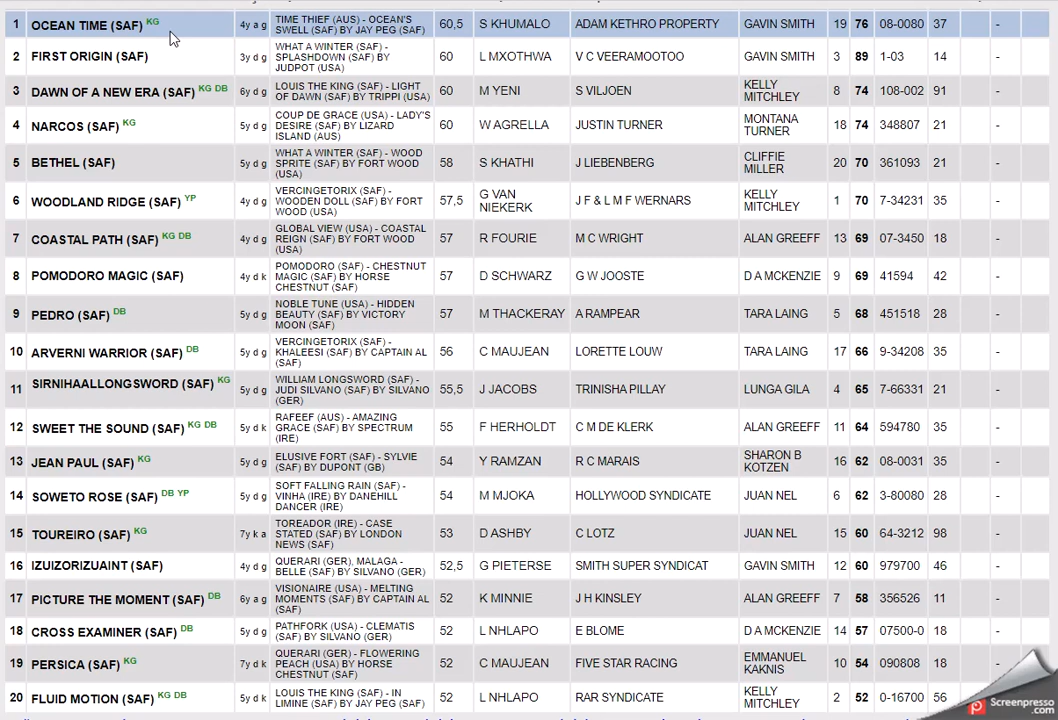 1 OCEAN TIME (SAF) KG 4y a g TIME THIEF (AUS) - OCEAN'S SWELL (SAF) BY JAY PEG (SAF) 60,5 S KHUMALO ADAM KETHRO PROPERTY GAVIN SMITH 19 76 08-0080 37 -
2 FIRST ORIGIN (SAF) 3y d g WHAT A WINTER (SAF) - SPLASHDOWN (SAF) BY JUDPOT (USA) 60 L MXOTHWA V C VEERAMOOTOO GAVIN SMITH 3 89 1-03 14 -
3 DAWN OF A NEW ERA (SAF) KG DB 6y d g LOUIS THE KING (SAF) - LIGHT OF DAWN (SAF) BY TRIPPI (USA) 60 M YENI S VILJOEN KELLY MITCHLEY 8 74 108-002 91 -
4 NARCOS (SAF) KG 5y d g COUP DE GRACE (USA) - LADY'S DESIRE (SAF) BY LIZARD ISLAND (AUS) 60 W AGRELLA JUSTIN TURNER MONTANA TURNER 18 74 348807 21 -
5 BETHEL (SAF) 5y d g WHAT A WINTER (SAF) - WOOD SPRITE (SAF) BY FORT WOOD (USA) 58 S KHATHI J LIEBENBERG CLIFFIE MILLER 20 70 361093 21 -
6 WOODLAND RIDGE (SAF) YP 4y d g VERCINGETORIX (SAF) - WOODEN DOLL (SAF) BY FORT WOOD (USA) 57,5 G VAN NIEKERK J F & L M F WERNARS KELLY MITCHLEY 1 70 7-34231 35 -
7 COASTAL PATH (SAF) KG DB 4y d g GLOBAL VIEW (USA) - COASTAL REIGN (SAF) BY FORT WOOD (USA) 57 R FOURIE M C WRIGHT ALAN GREEFF 13 69 07-3450 18 -
8 POMODORO MAGIC (SAF) 4y d k POMODORO (SAF) - CHESTNUT MAGIC (SAF) BY HORSE CHESTNUT (SAF) 57 D SCHWARZ G W JOOSTE D A MCKENZIE 9 69 41594 42 -
9 PEDRO (SAF) DB 5y d g NOBLE TUNE (USA) - HIDDEN BEAUTY (SAF) BY VICTORY MOON (SAF) 57 M THACKERAY A RAMPEAR TARA LAING 5 68 451518 28 -
10 ARVERNI WARRIOR (SAF) DB 5y d g VERCINGETORIX (SAF) - KHALEESI (SAF) BY CAPTAIN AL (SAF) 56 C MAUJEAN LORETTE LOUW TARA LAING 17 66 9-34208 35 -
11 SIRNIHAALLONGSWORD (SAF) KG 5y d g WILLIAM LONGSWORD (SAF) - JUDI SILVANO (SAF) BY SILVANO (GER) 55,5 J JACOBS TRINISHA PILLAY LUNGA GILA 4 65 7-66331 21 -
12 SWEET THE SOUND (SAF) KG DB 5y d k RAFEEF (AUS) - AMAZING GRACE (SAF) BY SPECTRUM (IRE) 55 F HERHOLDT C M DE KLERK ALAN GREEFF 11 64 594780 35 -
13 JEAN PAUL (SAF) KG 5y d g ELUSIVE FORT (SAF) - SYLVIE (SAF) BY DUPONT (GB) 54 Y RAMZAN R C MARAIS SHARON B KOTZEN 16 62 08-0031 35 -
14 SOWETO ROSE (SAF) DB YP 5y d g SOFT FALLING RAIN (SAF) - VINHA (IRE) BY DANEHILL DANCER (IRE) 54 M MJOKA HOLLYWOOD SYNDICATE JUAN NEL 6 62 3-80080 28 -
15 TOUREIRO (SAF) KG 7y k a TOREADOR (IRE) - CASE STATED (SAF) BY LONDON NEWS (SAF) 53 D ASHBY C LOTZ JUAN NEL 15 60 64-3212 98 -
16 IZUIZORIZUAINT (SAF) 4y d g QUERARI (GER), MALAGA - BELLE (SAF) BY SILVANO (GER) 52,5 G PIETERSE SMITH SUPER SYNDICAT GAVIN SMITH 12 60 979700 46 -
17 PICTURE THE MOMENT (SAF) DB 6y a g VISIONAIRE (USA) - MELTING MOMENTS (SAF) BY CAPTAIN AL (SAF) 52 K MINNIE J H KINSLEY ALAN GREEFF 7 58 356526 11 -
18 CROSS EXAMINER (SAF) DB 5y d g PATHFORK (USA) - CLEMATIS (SAF) BY SILVANO (GER) 52 L NHLAPO E BLOME D A MCKENZIE 14 57 07500-0 18 -
19 PERSICA (SAF) KG 7y d k QUERARI (GER) - FLOWERING PEACH (USA) BY HORSE CHESTNUT (SAF) 52 C MAUJEAN FIVE STAR RACING EMMANUEL KAKNIS 10 54 090808 18 -
20 FLUID MOTION (SAF) KG DB 5y d k LOUIS THE KING (SAF) - IN LIMINE (SAF) BY JAY PEG (SAF) 52 L NHLAPO RAR SYNDICATE KELLY MITCHLEY 2 52 0-16700 56 -
Screenpresso